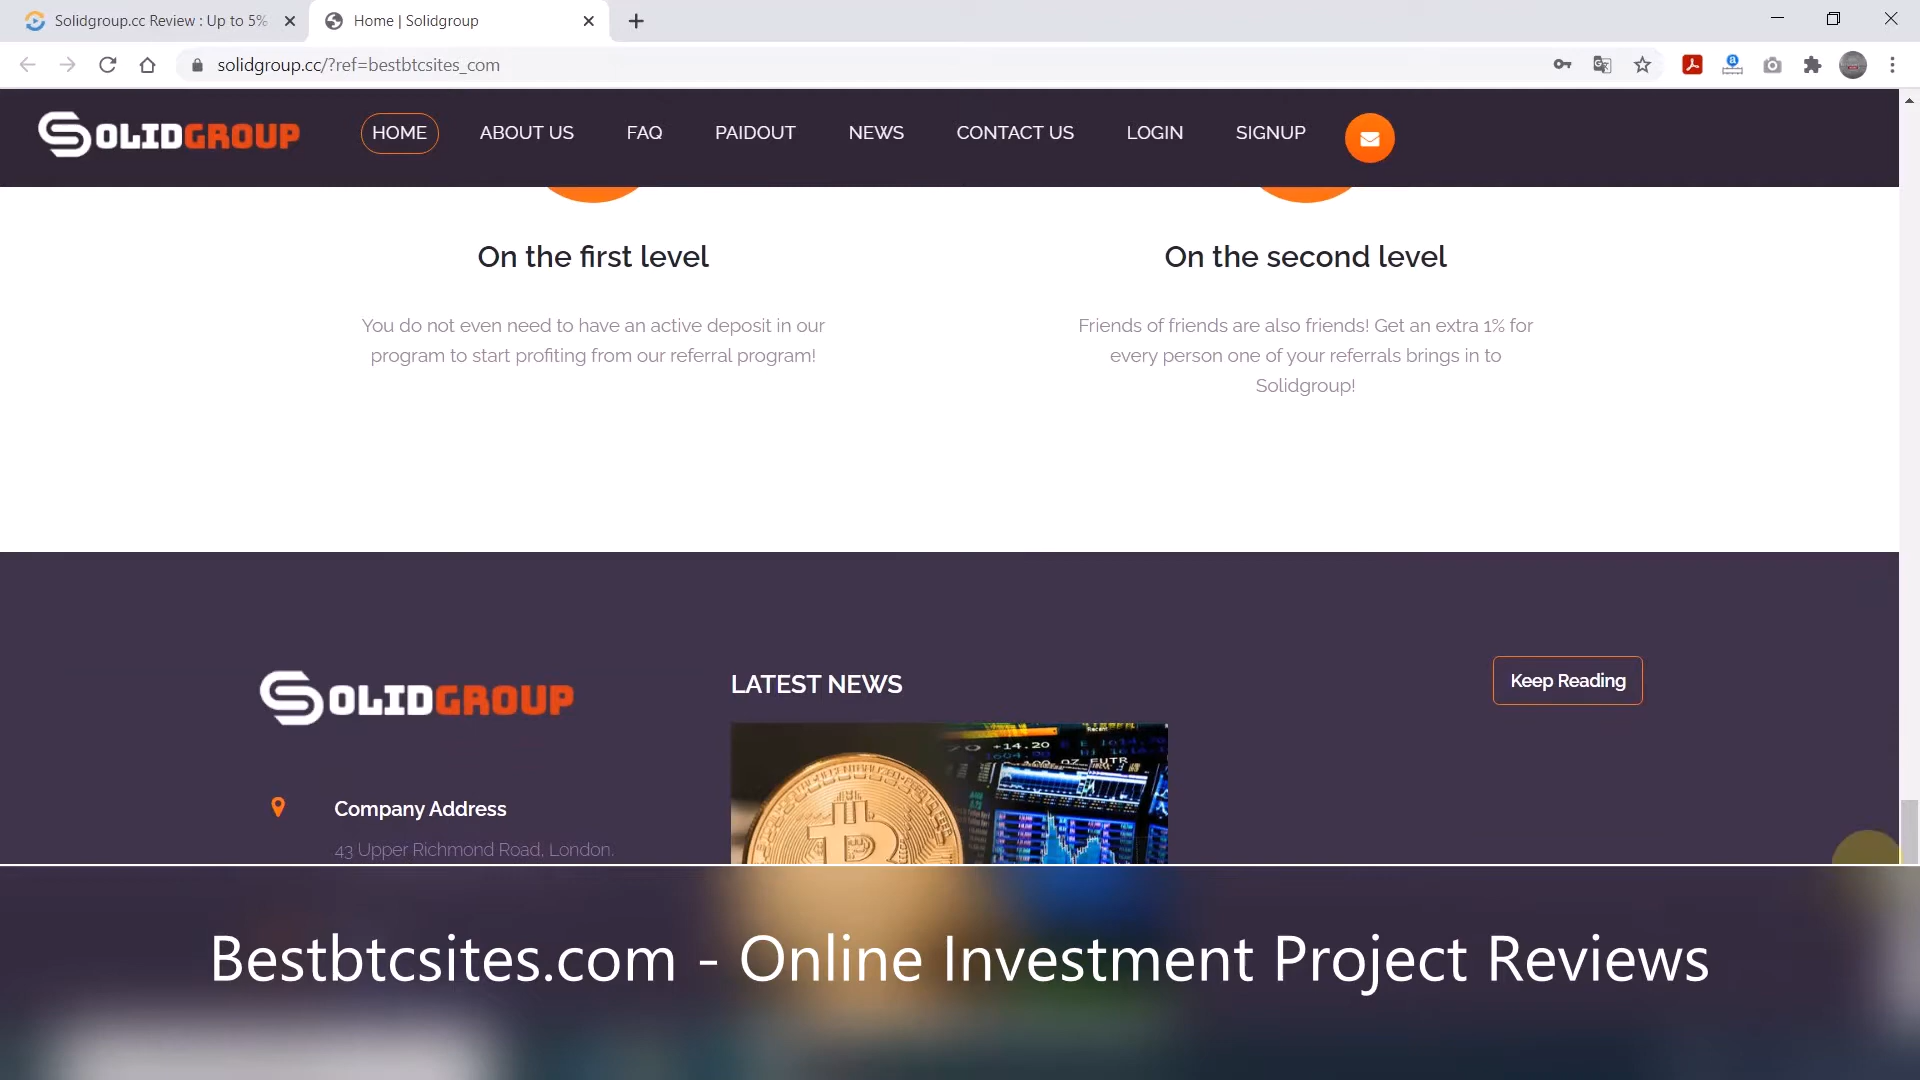 Solidgroup.cc Review : Up to 5%
Home | Solidgroup
solidgroup.cc/?ref=bestbtcsites_com
SOLIDGROUP
HOME
ABOUT US
FAQ
PAIDOUT
NEWS
CONTACT US
LOGIN
SIGNUP
On the first level
You do not even need to have an active deposit in our
program to start profiting from our referral program!
On the second level
Friends of friends are also friends! Get an extra 1% for
every person one of your referrals brings in to
Solidgroup!
SOLIDGROUP
Company Address
43 Upper Richmond Road, London.
LATEST NEWS
+14.20
Keep Reading
Bestbtcsites.com - Online Investment Project Reviews